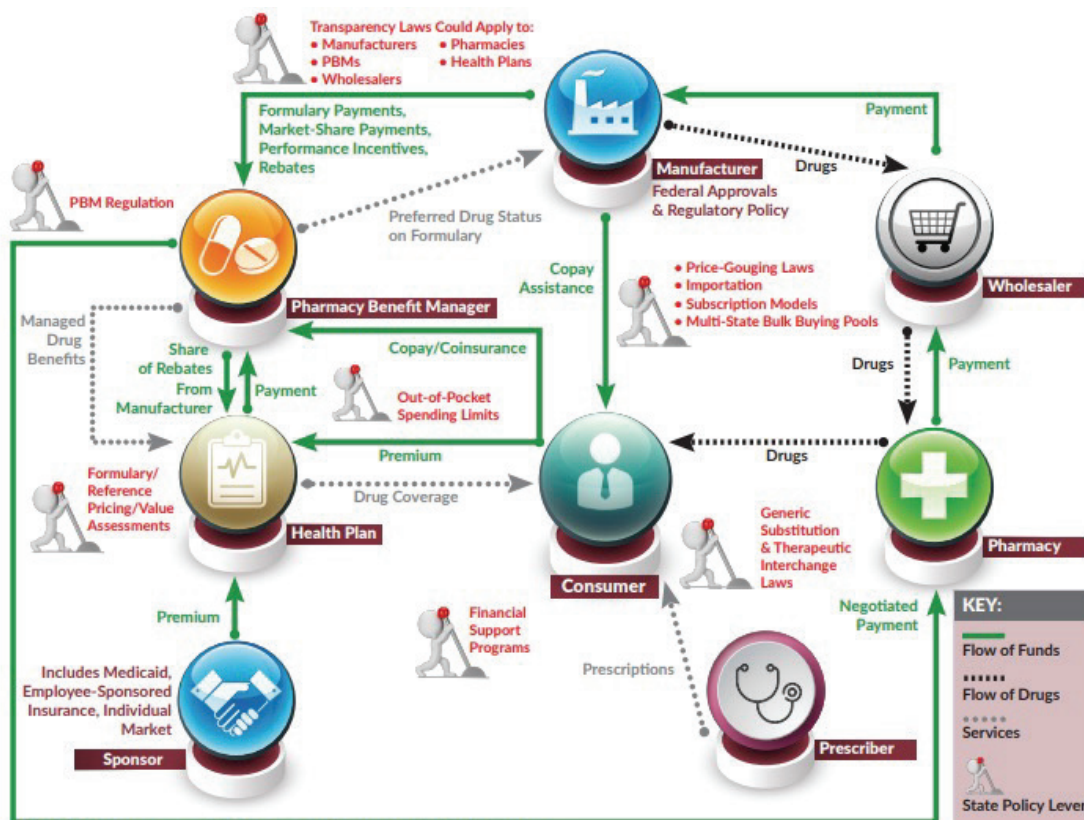 Transparency Laws Could Apply to:
• Manufacturers
• PBMs
• Wholesalers
• Pharmacies
• Health Plans
Formulary Payments,
Market-Share Payments,
Performance Incentives,
Rebates
Payment
Manufacturer
Federal Approvals
& Regulatory Policy
Drugs
PBM Regulation
Preferred Drug Status
on Formulary
Copay
Assistance
• Price-Gouging Laws
• Importation
• Subscription Models
• Multi-State Bulk Buying Pools
Wholesaler
Pharmacy Benefit Manager
Managed
Drug
Benefits
Share
of Rebates
From
Manufacturer
Payment
Copay/Coinsurance
Out-of-Pocket
Spending Limits
Drugs
Payment
Premium
Drugs
Formulary/
Reference
Pricing/Value
Assessments
Drug Coverage
Health Plan
Consumer
Generic
Substitution
& Therapeutic
Interchange
Laws
Pharmacy
Premium
Financial
Support
Programs
Negotiated
Payment
Prescriptions
Includes Medicaid,
Employee-Sponsored
Insurance, Individual
Market
Sponsor
Prescriber
KEY:
Flow of Funds
Flow of Drugs
Services
State Policy Lever